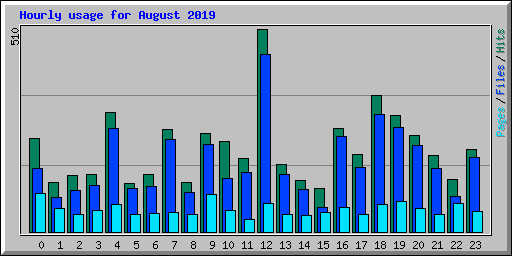 Hourly usage for August 2019
510
Pages / Files / Hits
0 1 2 3 4 5 6 7 8 9 10 11 12 13 14 15 16 17 18 19 20 21 22 23